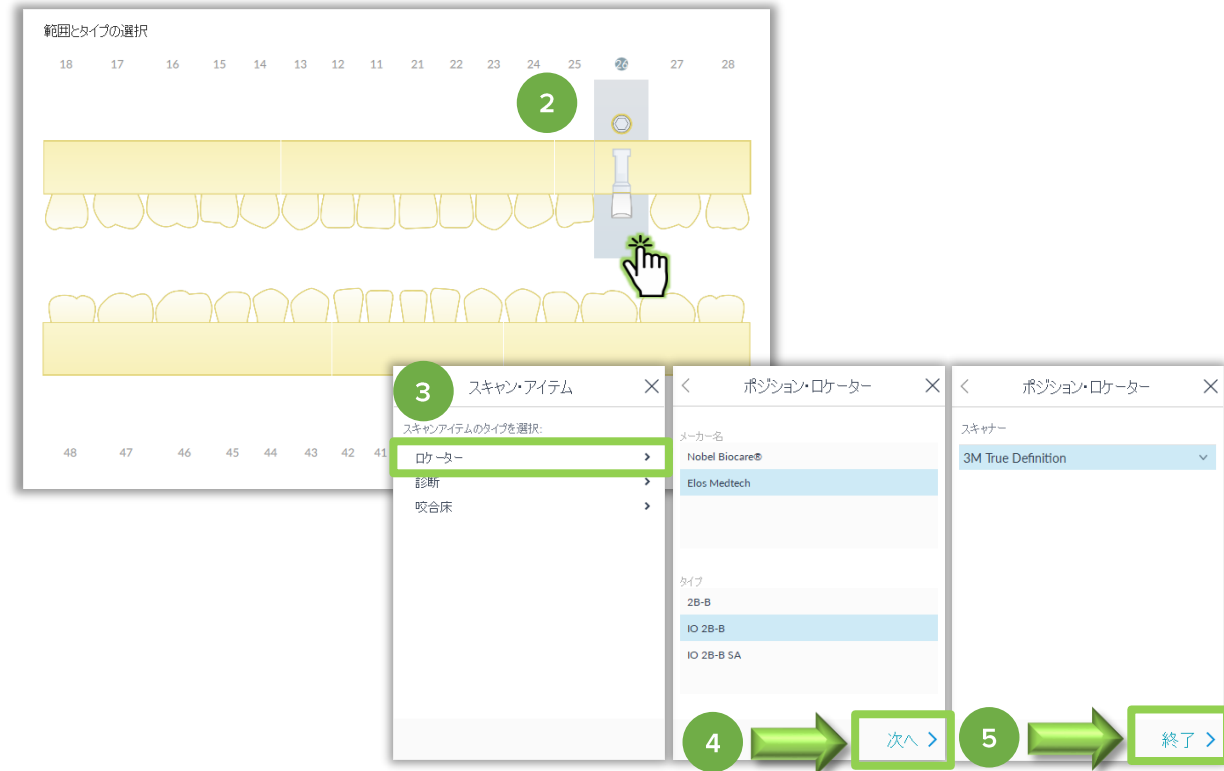 範囲とタイプの選択
18 17 16 15 14 13 12 11 21 22 23 24 25 26 27 28
2
48 47 46 45 44 43 42 41
3
スキャン・アイテム
スキャンアイテムのタイプを選択:
ロケーター
診断
咬合床
ポジション・ロケーター
メーカー名
Nobel Biocare®
Elos Medtech
タイプ
2B-B
IO 2B-B
IO 2B-B SA
4
次へ
ポジション・ロケーター
スキャナー
3M True Definition
5
終了